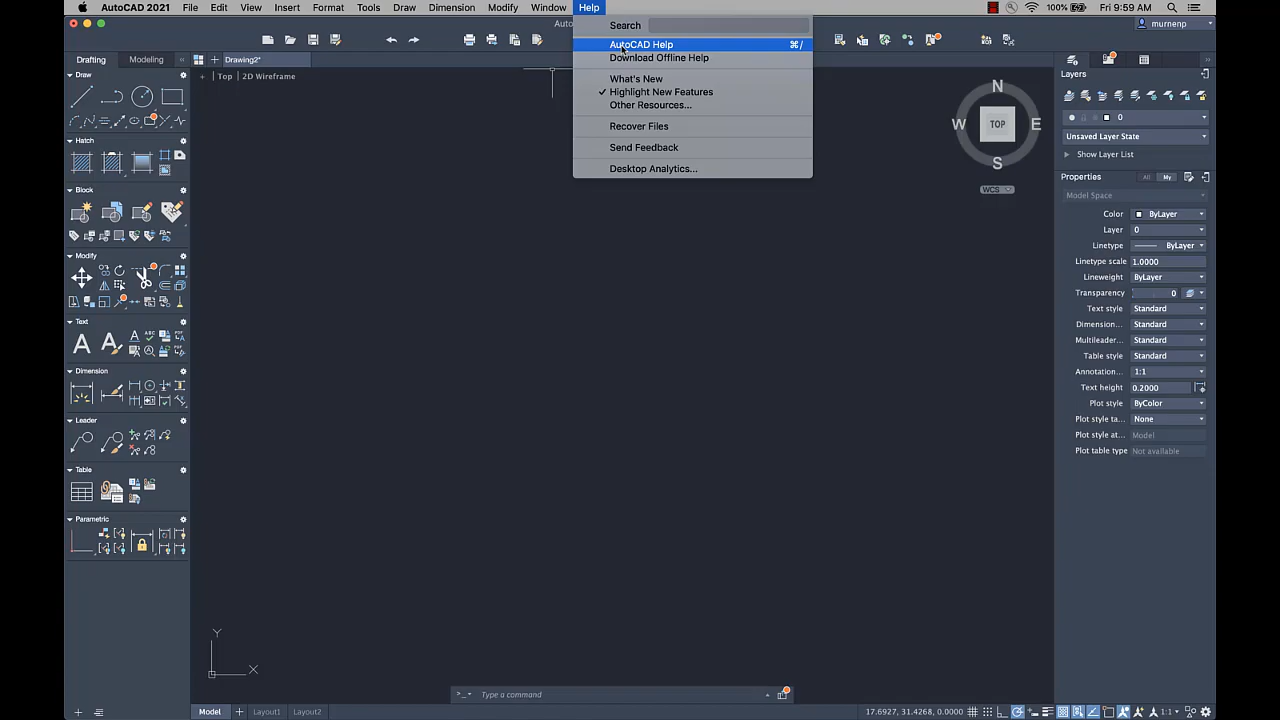 AutoCAD 2021 File Edit View Insert Format Tools Draw Dimension Modify Window Help 100% Fri 9:59 AM
Search
murnenp
AutoCAD Help ⌘/
Download Offline Help
What's New
✓ Highlight New Features
Other Resources...
Recover Files
Send Feedback
Desktop Analytics...
Drafting Modeling
Drawing2*
+ Top 2D Wireframe
Draw
Hatch
Block
Modify
Text
Dimension
Leader
Table
Parametric
N
W TOP E
S
WCS
Layers
0
Unsaved Layer State
Show Layer List
Properties All My
Model Space
Color ByLayer
Layer 0
Linetype ByLayer
Linetype scale 1.0000
Lineweight ByLayer
Transparency 0
Text style Standard
Dimension... Standard
Multileader... Standard
Table style Standard
Annotation... 1:1
Text height 0.2000
Plot style ByColor
Plot style ta... None
Plot style at... Model
Plot table type Not available
Y
X
>_ Type a command
Model + Layout1 Layout2
17.6927, 31.4268, 0.0000 1:1